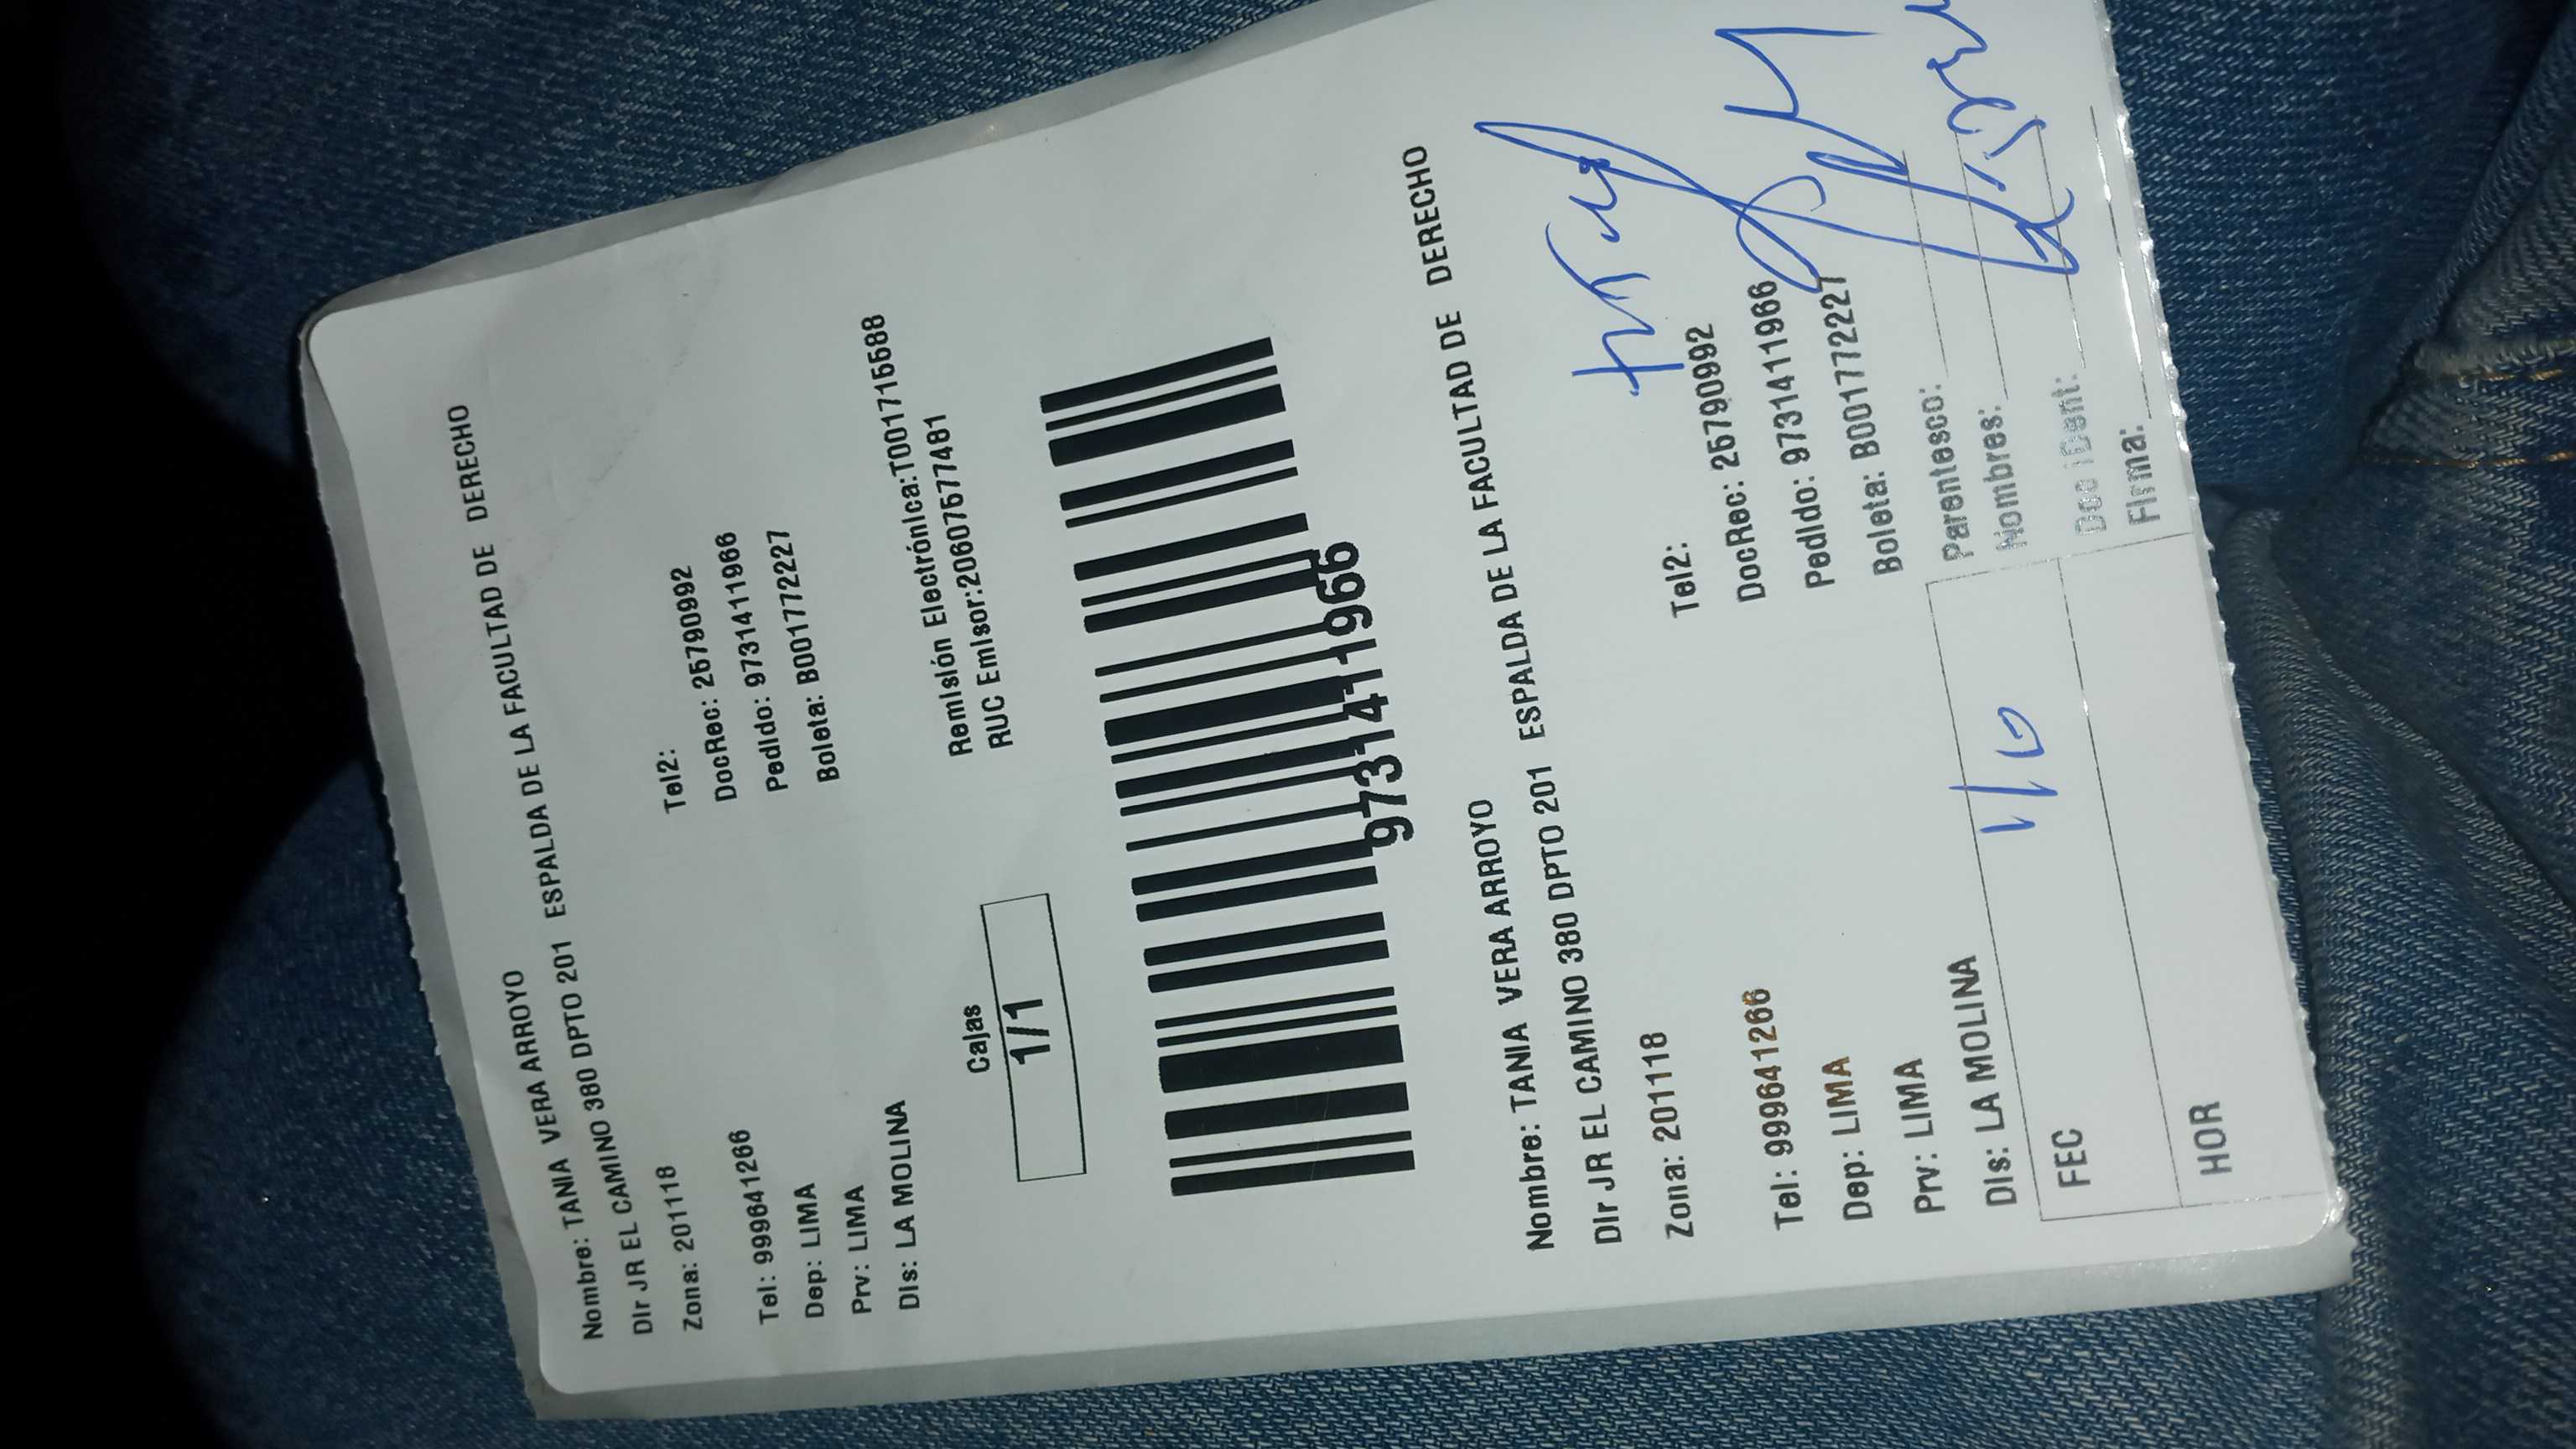 Nombre: TANIA VERA ARROYO
DIr JR EL CAMINO 380 DPTO 201 ESPALDA DE LA FACULTAD DE DERECHO
Zona: 201118
Tel2:
DocRec: 25790992
Tel: 999641266
Pedido: 97314411966
Dep: LIMA
Boleta: B001772227
Prv: LIMA
Dis: LA MOLINA
Remisión Electrónica:T001715588
RUC Emisor:20607577481
Cajas
1/1
97314411966
Nombre: TANIA VERA ARROYO
Dir JR EL CAMINO 380 DPTO 201 ESPALDA DE LA FACULTAD DE DERECHO
Zona: 201118
Tel2:
DocRec: 25790992
Tel: 999641266
Pedido: 97314411966
Dep: LIMA
Boleta: B001772227
Prv: LIMA
Dis: LA MOLINA
Parentesco:
Nombres:
FEC
Doc iDent:
Firma:
HOR